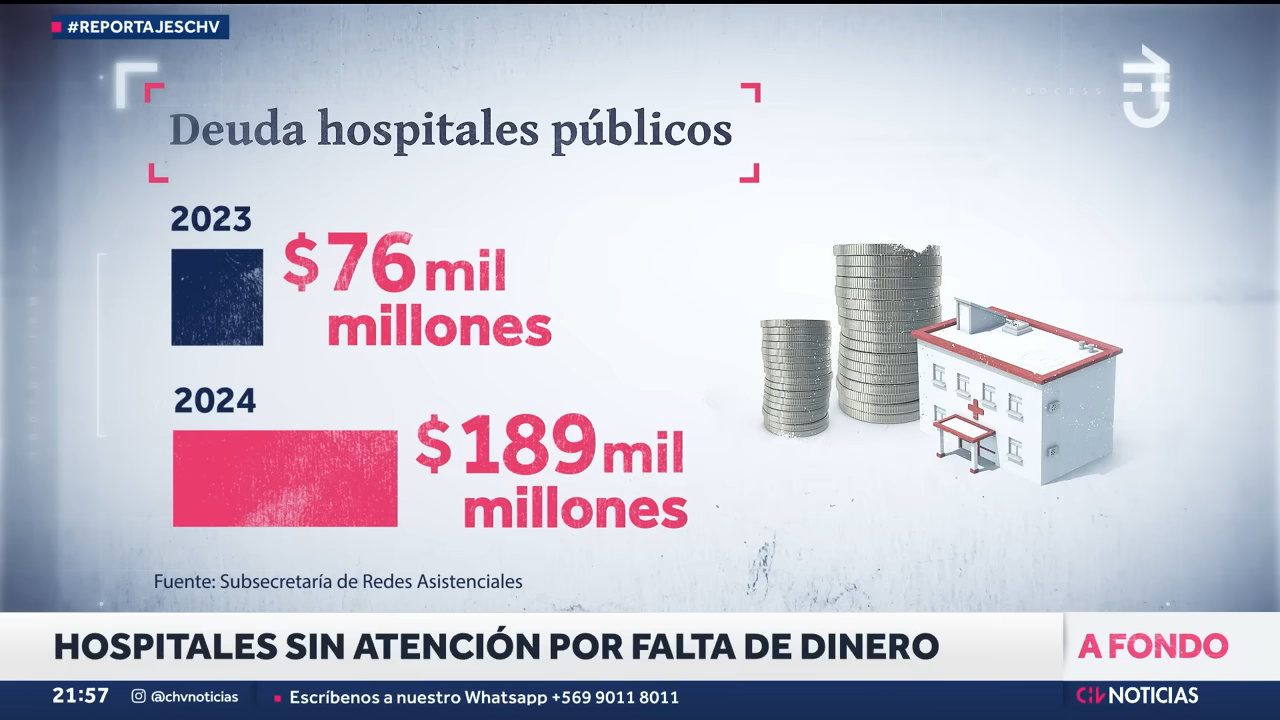 #REPORTAJESCHV
PROCESS
Deuda hospitales públicos
2023
$76 mil
millones
2024
$189 mil
millones
Fuente: Subsecretaría de Redes Asistenciales
HOSPITALES SIN ATENCIÓN POR FALTA DE DINERO
A FONDO
21:57
@chvnoticias
Escríbenos a nuestro Whatsapp +569 9011 8011
CHV NOTICIAS